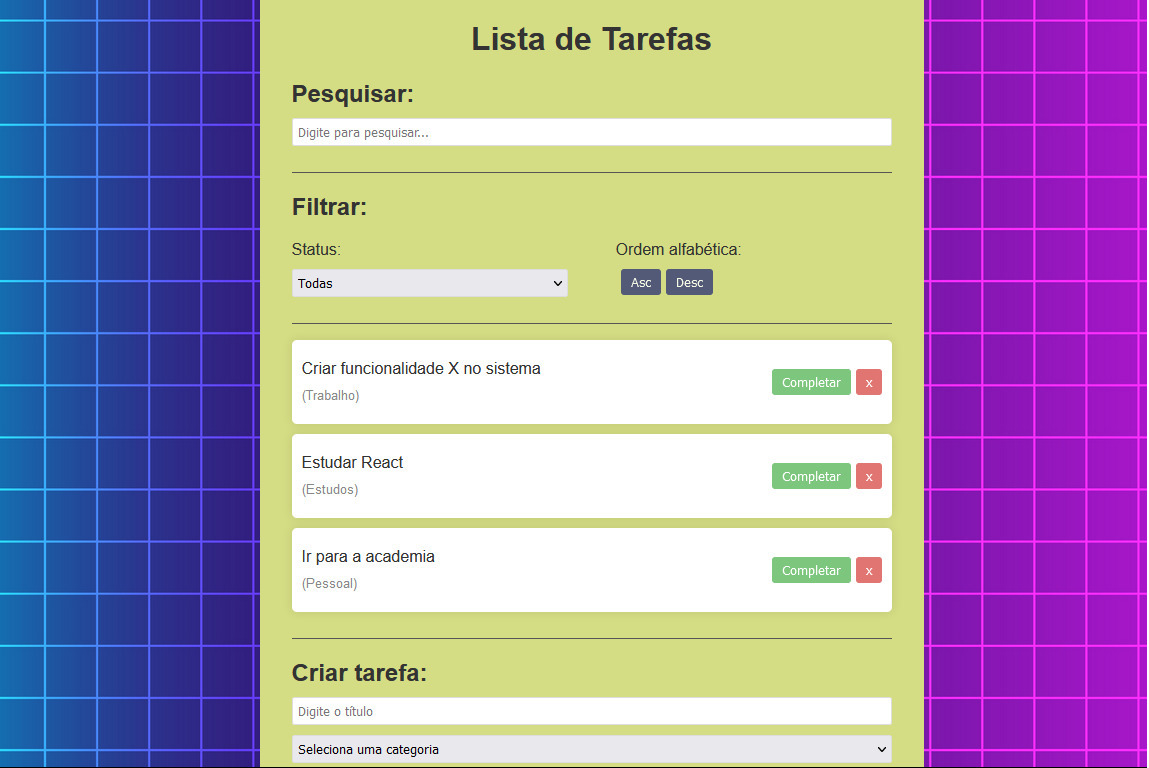 Lista de Tarefas
Pesquisar:
Digite para pesquisar...
Filtrar:
Status:
Ordem alfabética:
Todas
Asc
Desc
Criar funcionalidade X no sistema
(Trabalho)
Completar
x
Estudar React
(Estudos)
Completar
x
Ir para a academia
(Pessoal)
Completar
x
Criar tarefa:
Digite o título
Seleciona uma categoria